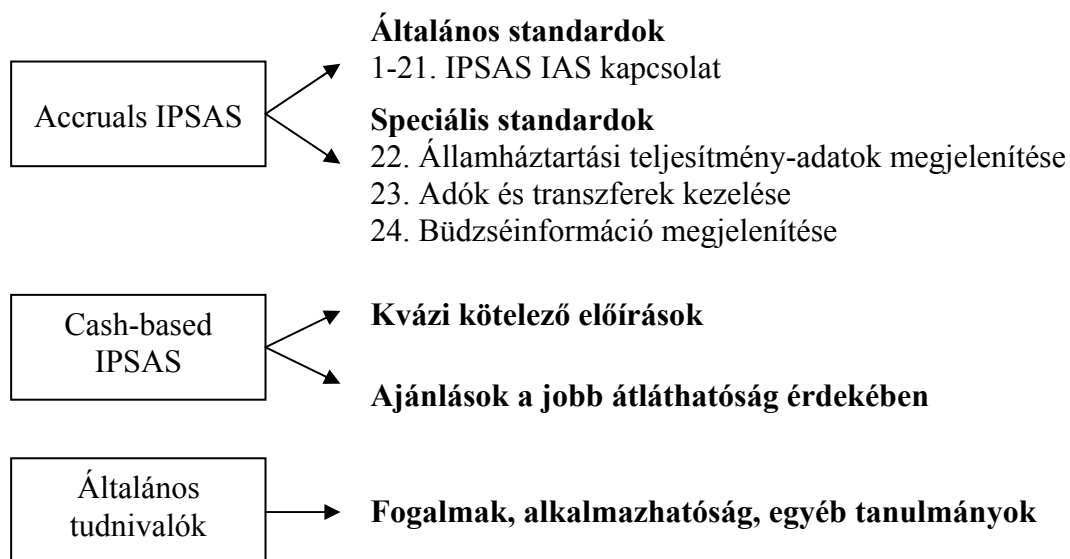 Accruals IPSAS
Általános standardok
1-21. IPSAS IAS kapcsolat
Speciális standardok
22. Államháztartási teljesítmény-adatok megjelenítése
23. Adók és transzferek kezelése
24. Büdzséinformáció megjelenítése
Cash-based
IPSAS
Kvázi kötelező előírások
Ajánlások a jobb átláthatóság érdekében
Általános
tudnivalók
Fogalmak, alkalmazhatóság, egyéb tanulmányok